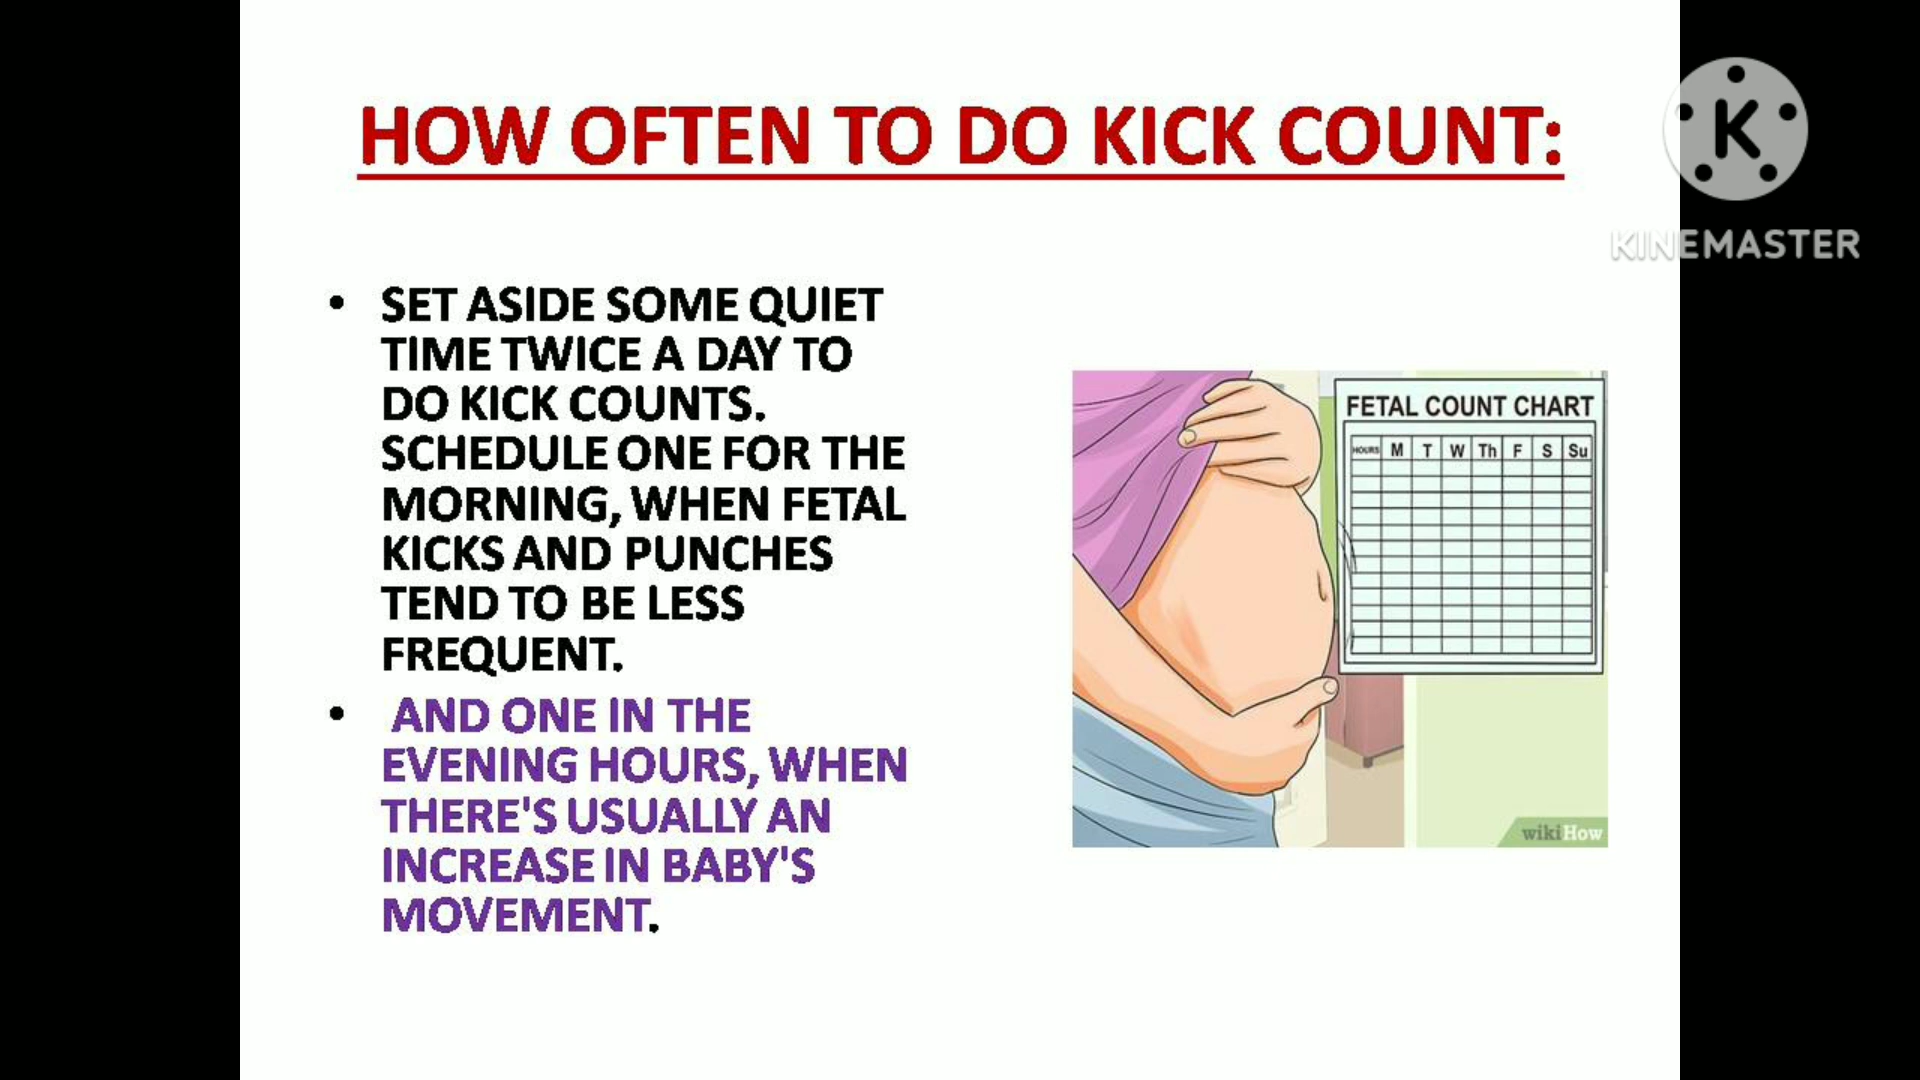 HOW OFTEN TO DO KICK COUNT:
K
KINEMASTER
• SET ASIDE SOME QUIET
TIME TWICE A DAY TO
DO KICK COUNTS.
SCHEDULE ONE FOR THE
MORNING, WHEN FETAL
KICKS AND PUNCHES
TEND TO BE LESS
FREQUENT.
• AND ONE IN THE
EVENING HOURS, WHEN
THERE'S USUALLY AN
INCREASE IN BABY'S
MOVEMENT.
FETAL COUNT CHART
HOURS M T W Th F S Su
wikiHow